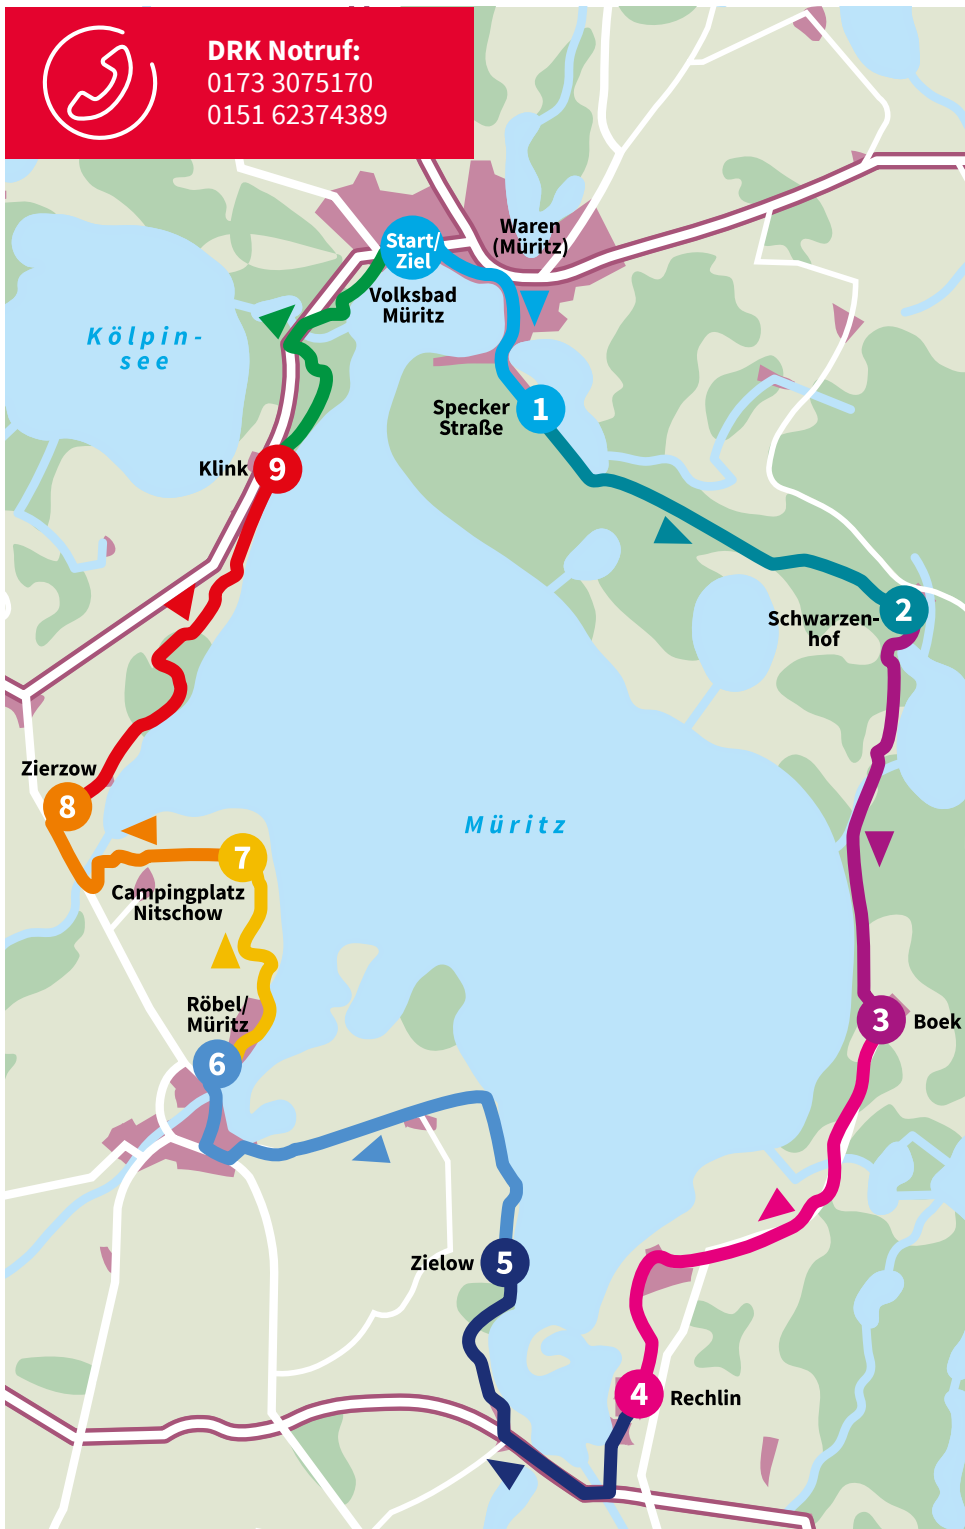 DRK Notruf:
0173 3075170
0151 62374389
Waren
(Müritz)
Start/
Ziel
Volksbad
Müritz
Kölpin-
see
1
Specker
Straße
Klink
9
2
Schwarzen-
hof
Zierzow
8
Müritz
7
Campingplatz
Nitschow
Röbel/
Müritz
6
3
Boek
Zielow
5
4
Rechlin